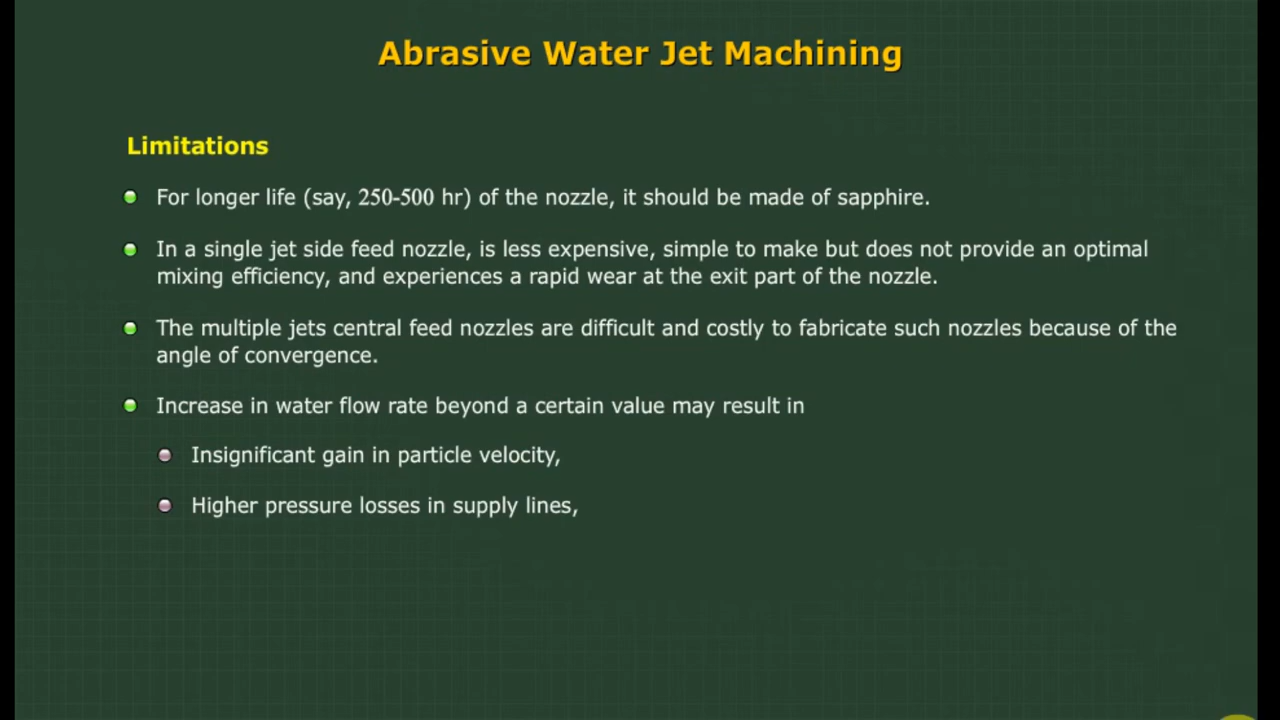 Abrasive Water Jet Machining
Limitations
For longer life (say, 250-500 hr) of the nozzle, it should be made of sapphire.
In a single jet side feed nozzle, is less expensive, simple to make but does not provide an optimal
mixing efficiency, and experiences a rapid wear at the exit part of the nozzle.
The multiple jets central feed nozzles are difficult and costly to fabricate such nozzles because of the
angle of convergence.
Increase in water flow rate beyond a certain value may result in
Insignificant gain in particle velocity,
Higher pressure losses in supply lines,